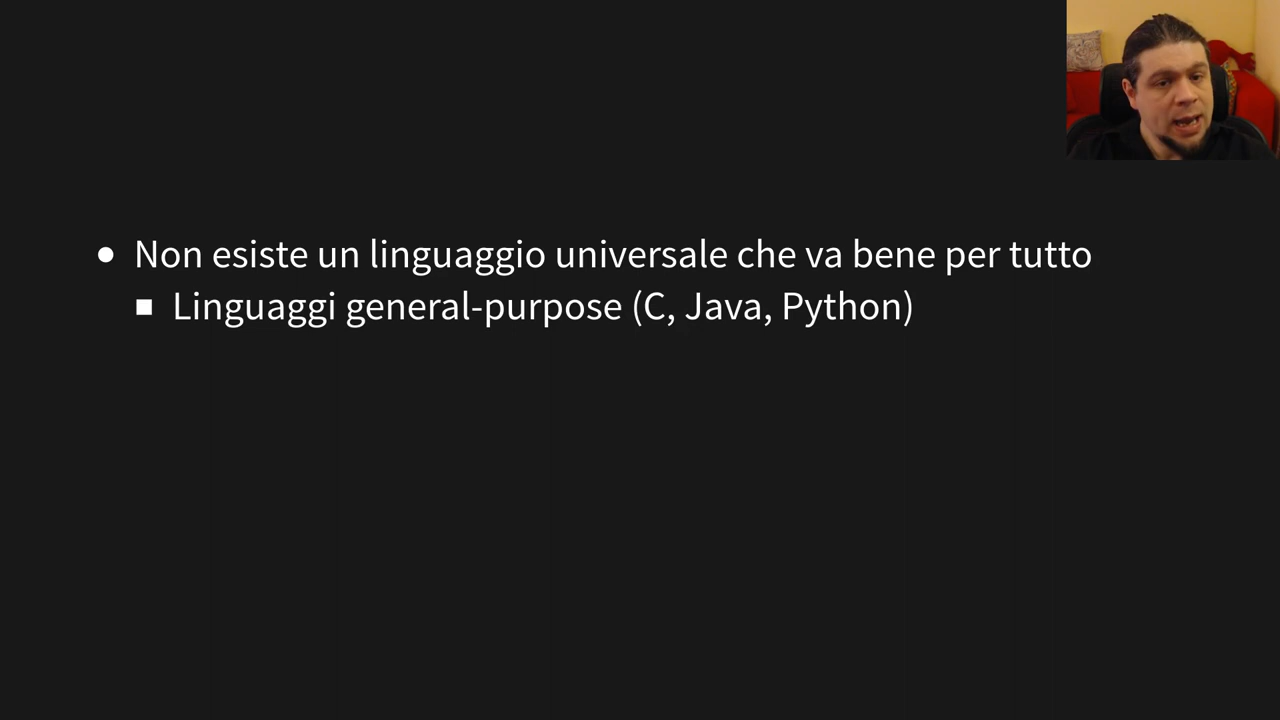 Non esiste un linguaggio universale che va bene per tutto
Linguaggi general-purpose (C, Java, Python)